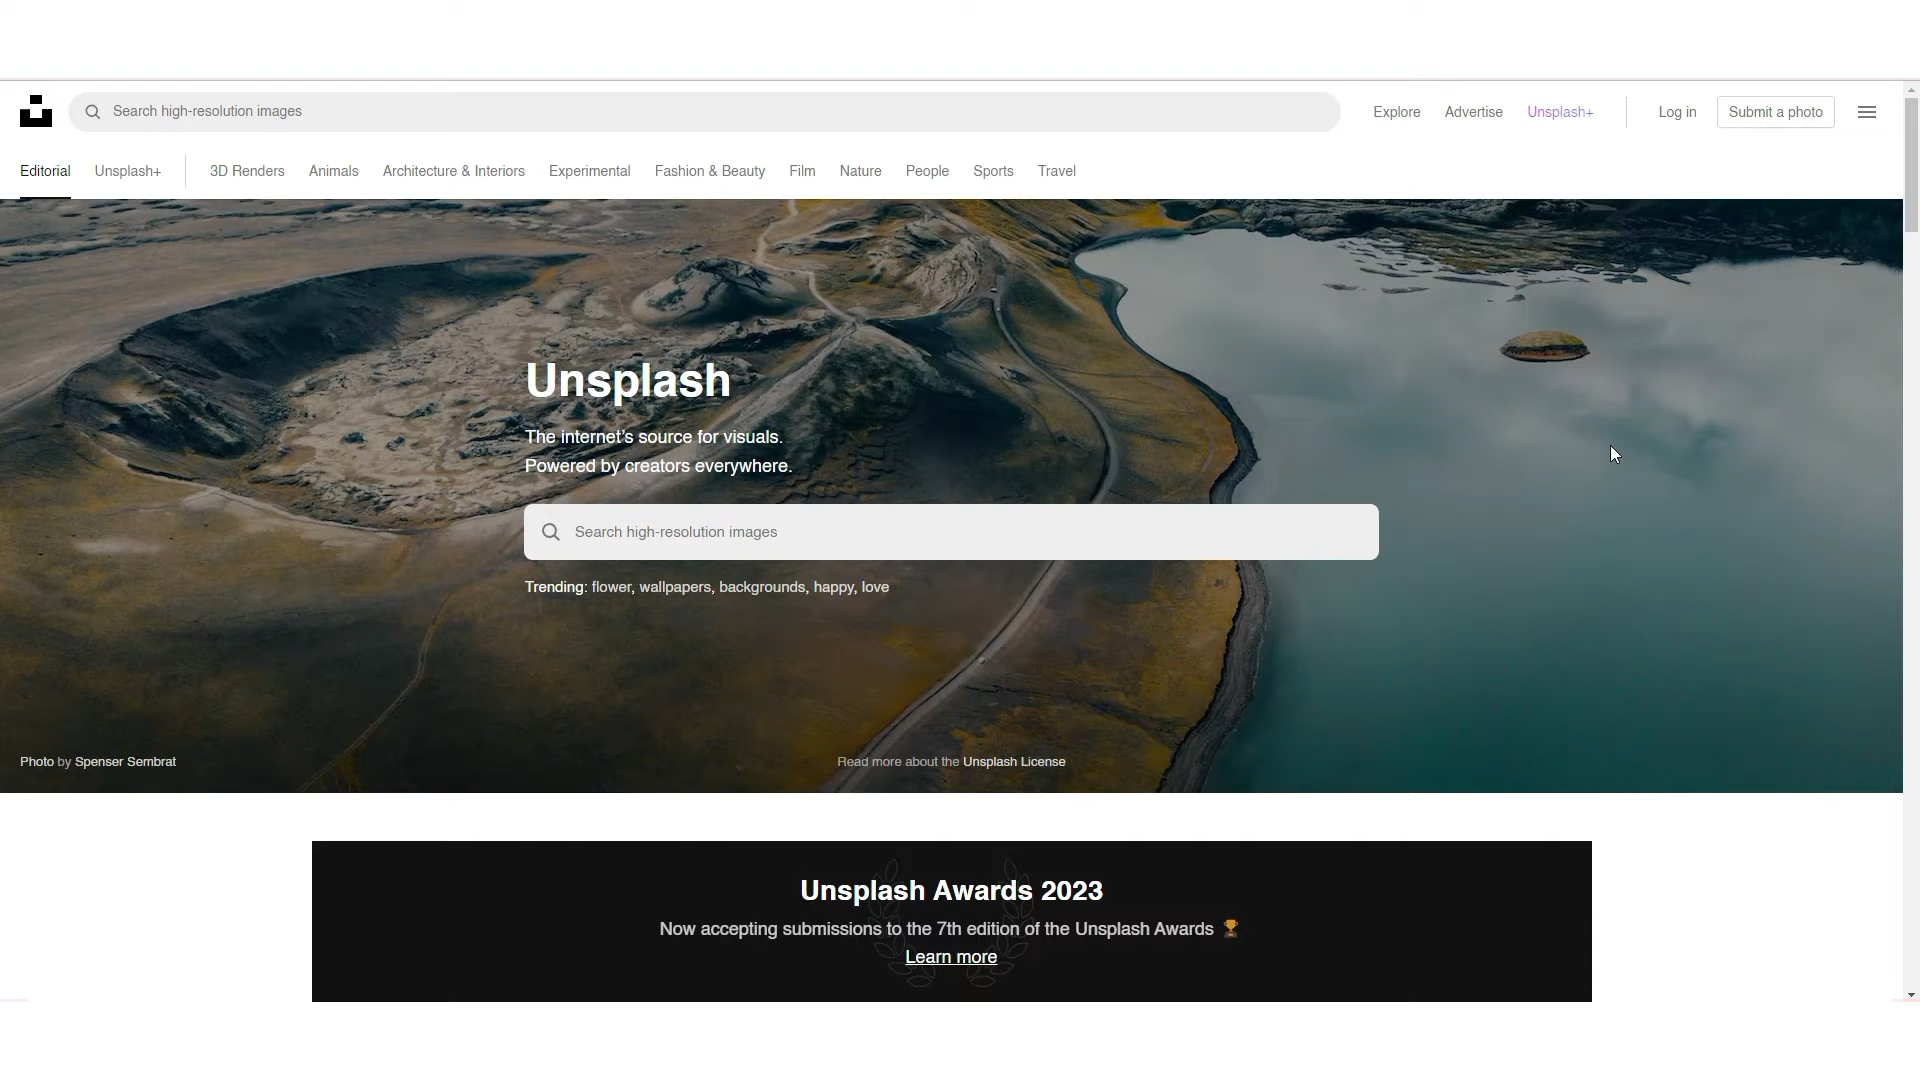 Search high-resolution images
Explore Advertise Unsplash+ Log in Submit a photo
Editorial Unsplash+ 3D Renders Animals Architecture & Interiors Experimental Fashion & Beauty Film Nature People Sports Travel
Unsplash
The internet's source for visuals.
Powered by creators everywhere.
Search high-resolution images
Trending: flower, wallpapers, backgrounds, happy, love
Photo by Spenser Sembrat
Read more about the Unsplash License
Unsplash Awards 2023
Now accepting submissions to the 7th edition of the Unsplash Awards 🏆
Learn more